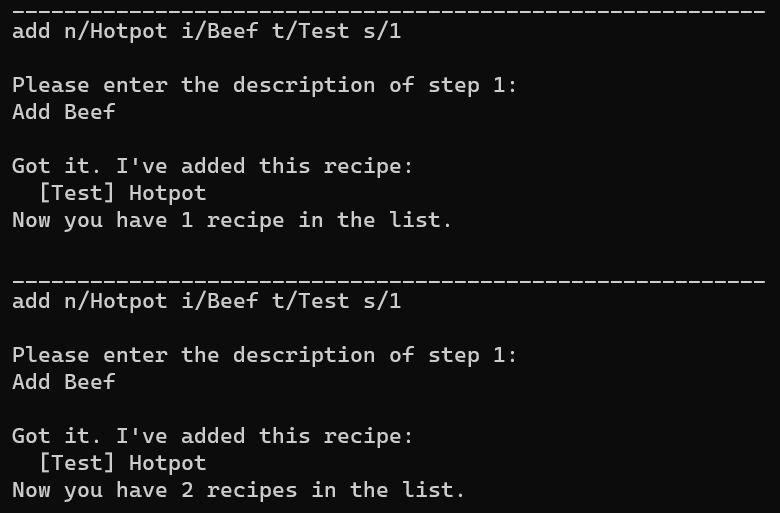 __________________________________________________________
add n/Hotpot i/Beef t/Test s/1
Please enter the description of step 1:
Add Beef
Got it. I've added this recipe:
  [Test] Hotpot
Now you have 1 recipe in the list.
__________________________________________________________
add n/Hotpot i/Beef t/Test s/1
Please enter the description of step 1:
Add Beef
Got it. I've added this recipe:
  [Test] Hotpot
Now you have 2 recipes in the list.